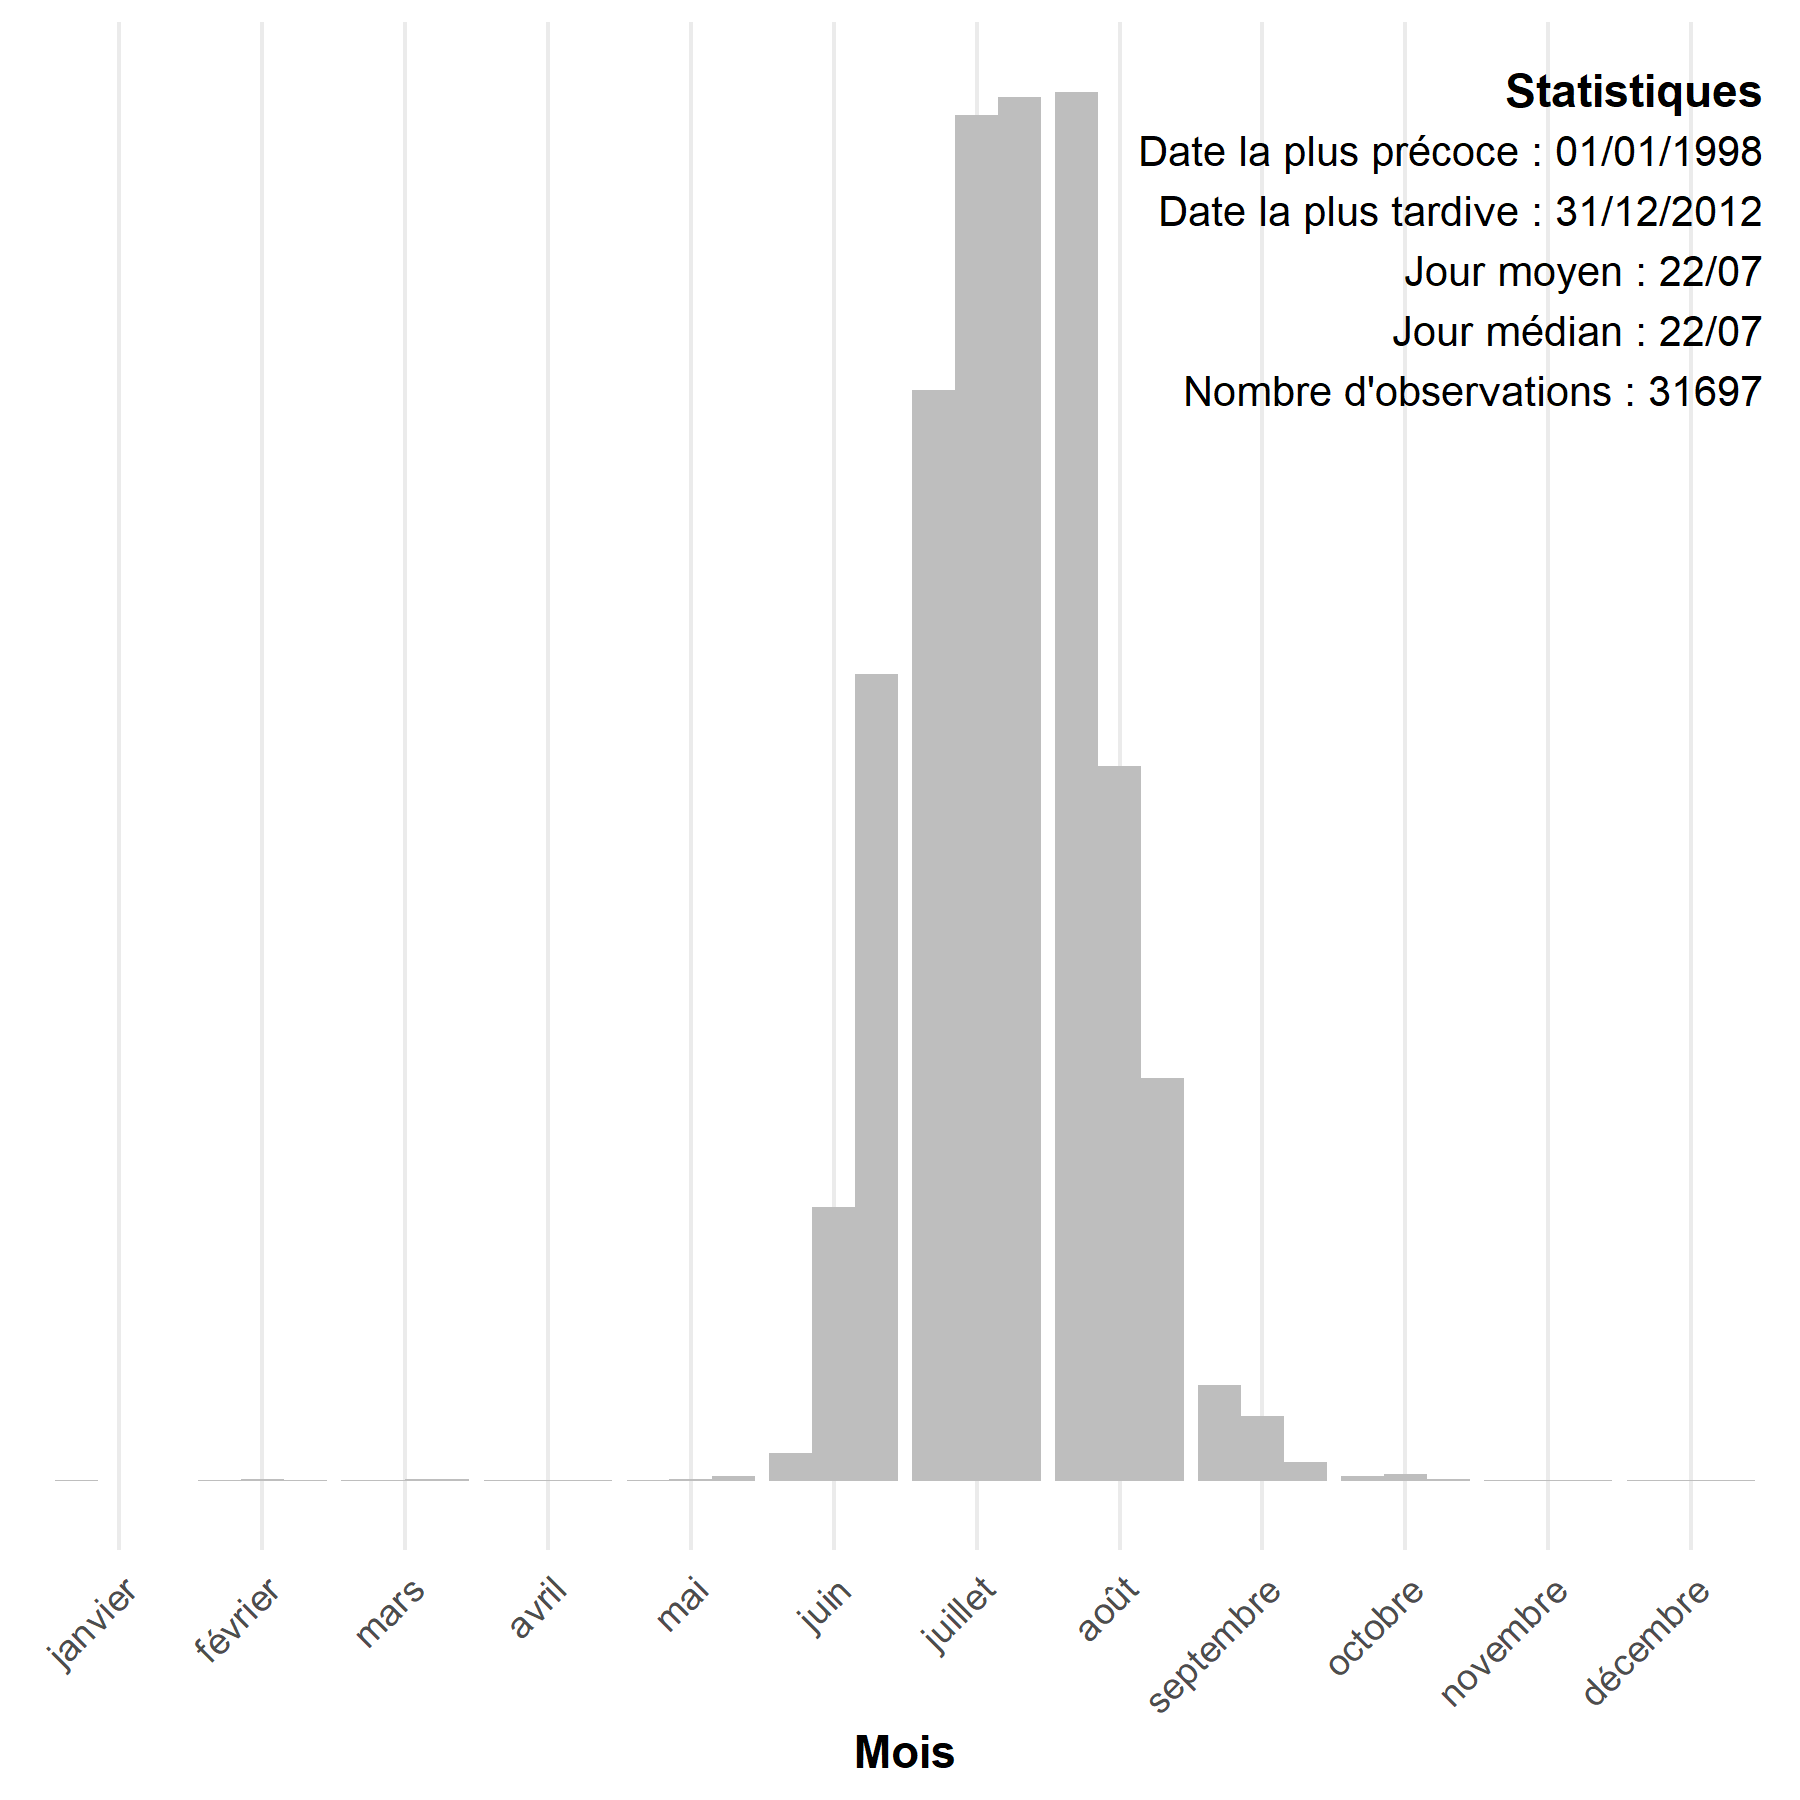 Statistiques
Date la plus précoce : 01/01/1998
Date la plus tardive : 31/12/2012
Jour moyen : 22/07
Jour médian : 22/07
Nombre d'observations : 31697
janvier
février
mars
avril
mai
juin
juillet
août
septembre
octobre
novembre
décembre
Mois